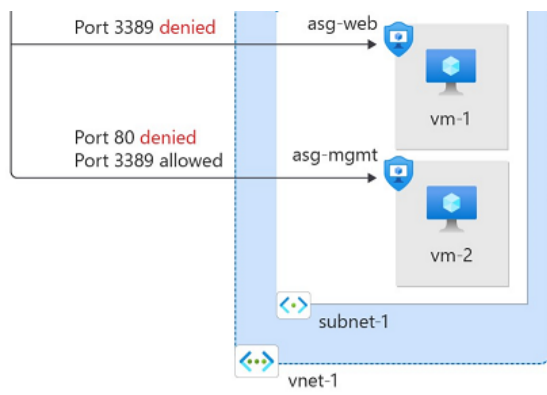 Port 3389 denied
asg-web
vm-1
Port 80 denied
Port 3389 allowed
asg-mgmt
vm-2
subnet-1
vnet-1